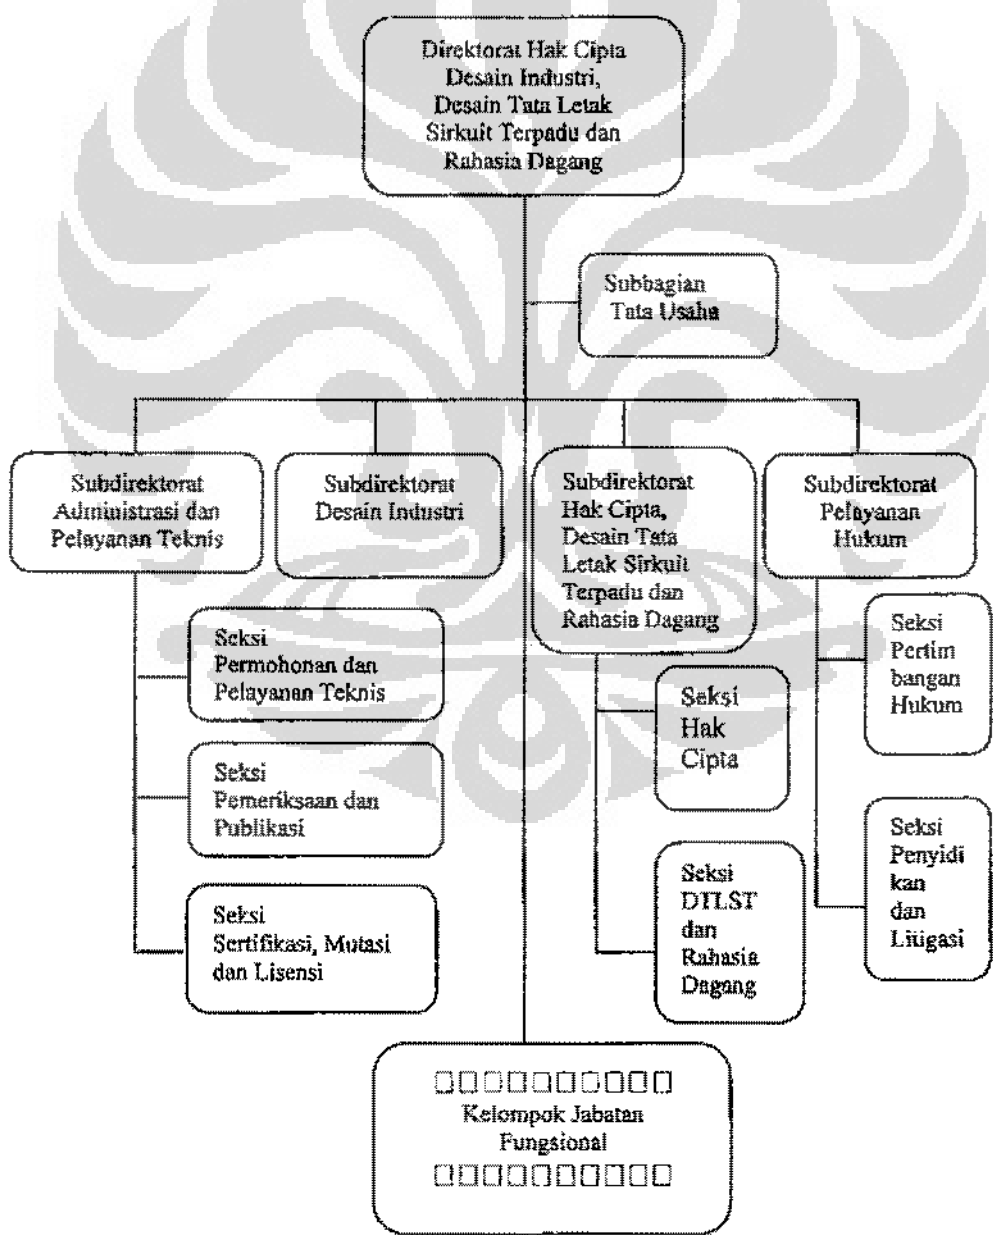 Direktorat Hak Cipta
Desain Industri,
Desain Tata Letak
Sirkuit Terpadu dan
Rahasia Dagang
Subbagian
Tata Usaha
Subdirektorat
Administrasi dan
Pelayanan Teknis
Subdirektorat
Desain Industri
Subdirektorat
Hak Cipta,
Desain Tata
Letak Sirkuit
Terpadu dan
Rahasia Dagang
Subdirektorat
Pelayanan
Hukum
Seksi
Permohonan dan
Pelayanan Teknis
Seksi
Pemeriksaan dan
Publikasi
Seksi
Sertifikasi, Mutasi
dan Lisensi
Seksi
Hak
Cipta
Seksi
DTLST
dan
Rahasia
Dagang
Seksi
Pertim
bangan
Hukum
Seksi
Penyidi
kan
dan
Litigasi
Kelompok Jabatan
Fungsional